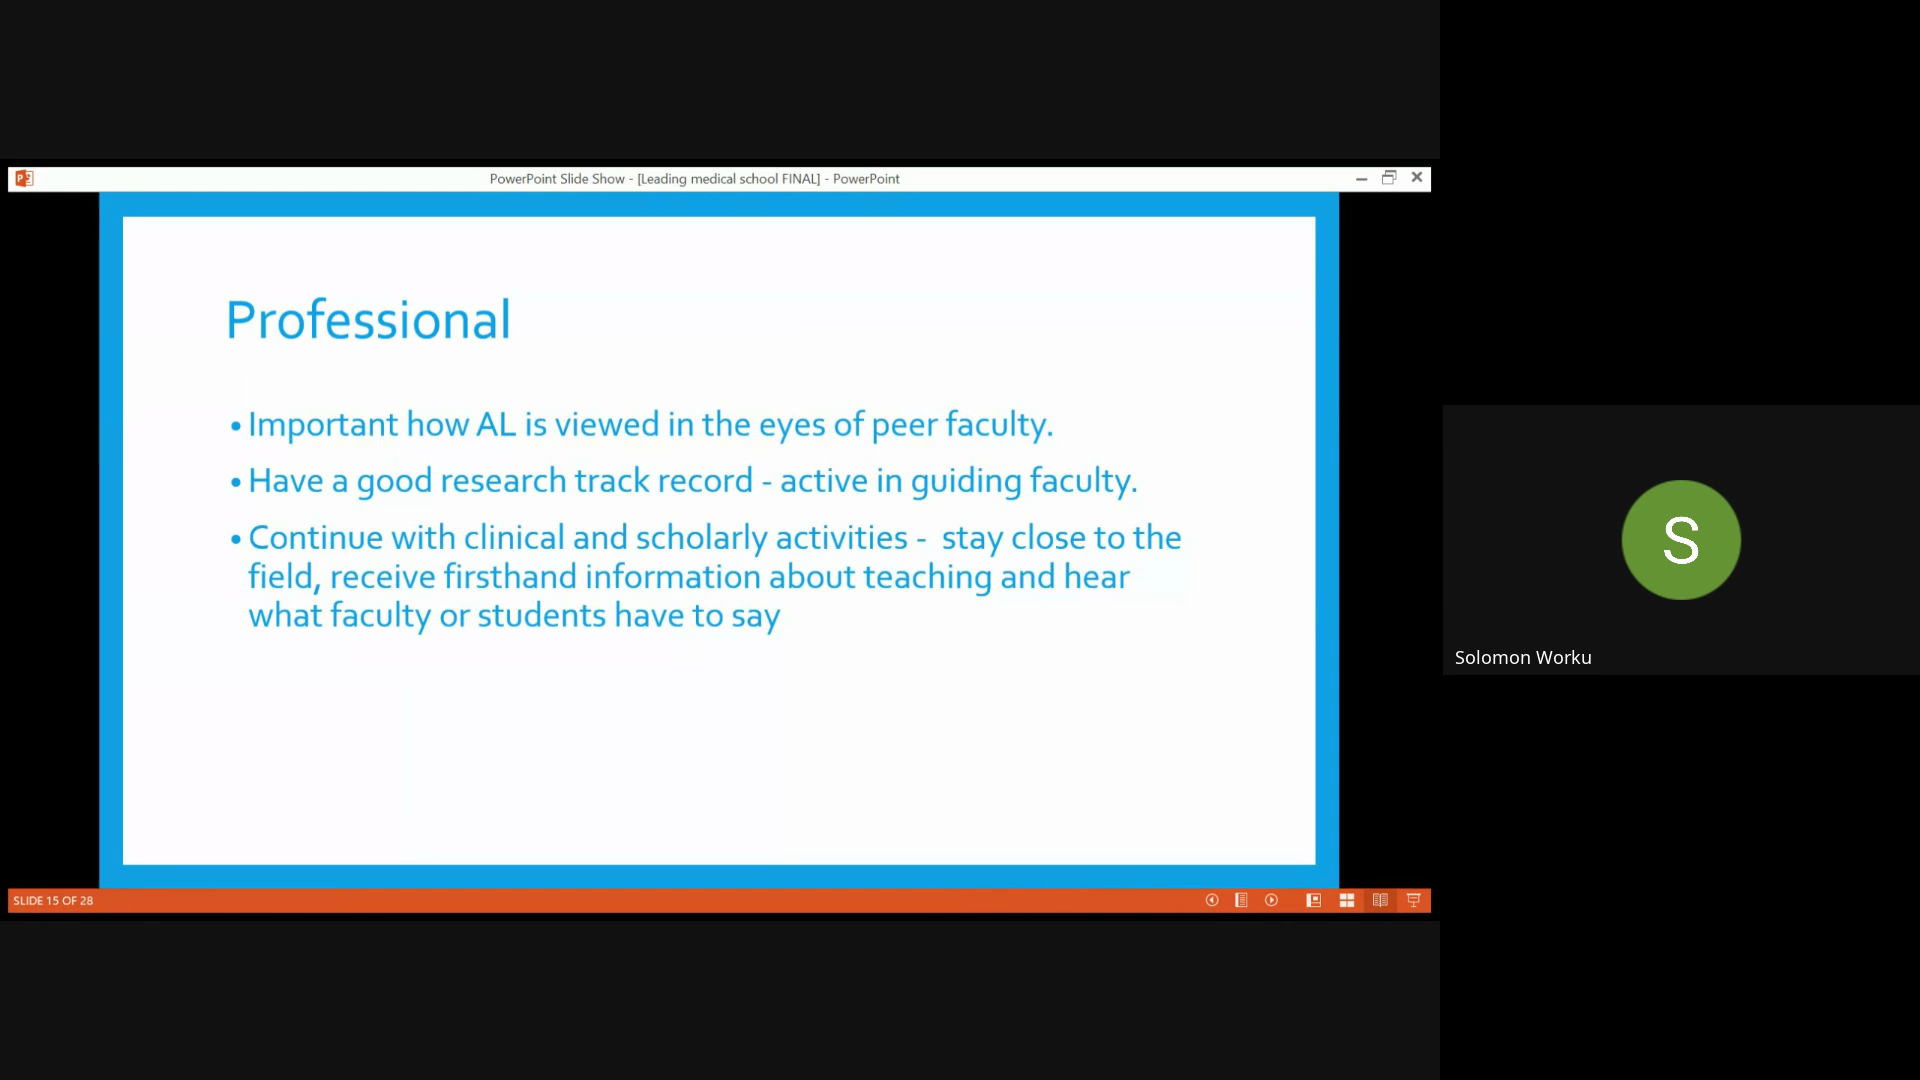 PowerPoint Slide Show - [Leading medical school FINAL] - PowerPoint
Professional
• Important how AL is viewed in the eyes of peer faculty.
• Have a good research track record - active in guiding faculty.
• Continue with clinical and scholarly activities -  stay close to the
field, receive firsthand information about teaching and hear
what faculty or students have to say
S
Solomon Worku
SLIDE 15 OF 28